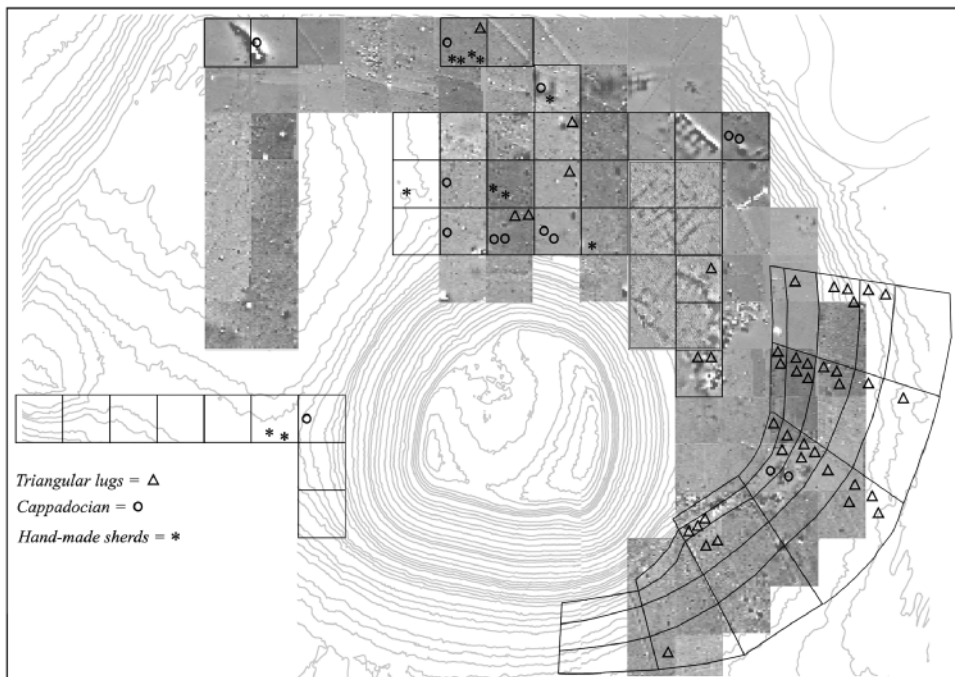 Triangular lugs = △
Cappadocian = o
Hand-made sherds = *